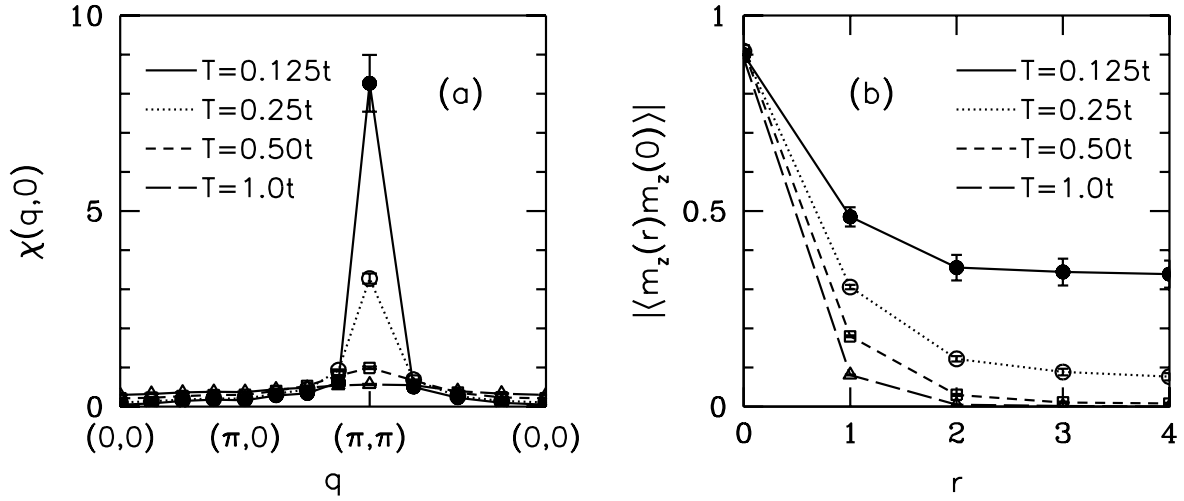 10
5
0
χ(q,0)
T=0.125t
T=0.25t
T=0.50t
T=1.0t
(a)
(0,0) (π,0) (π,π) (0,0)
q
1
0.5
0
|⟨m_z(r)m_z(0)⟩|
(b)
T=0.125t
T=0.25t
T=0.50t
T=1.0t
0 1 2 3 4
r